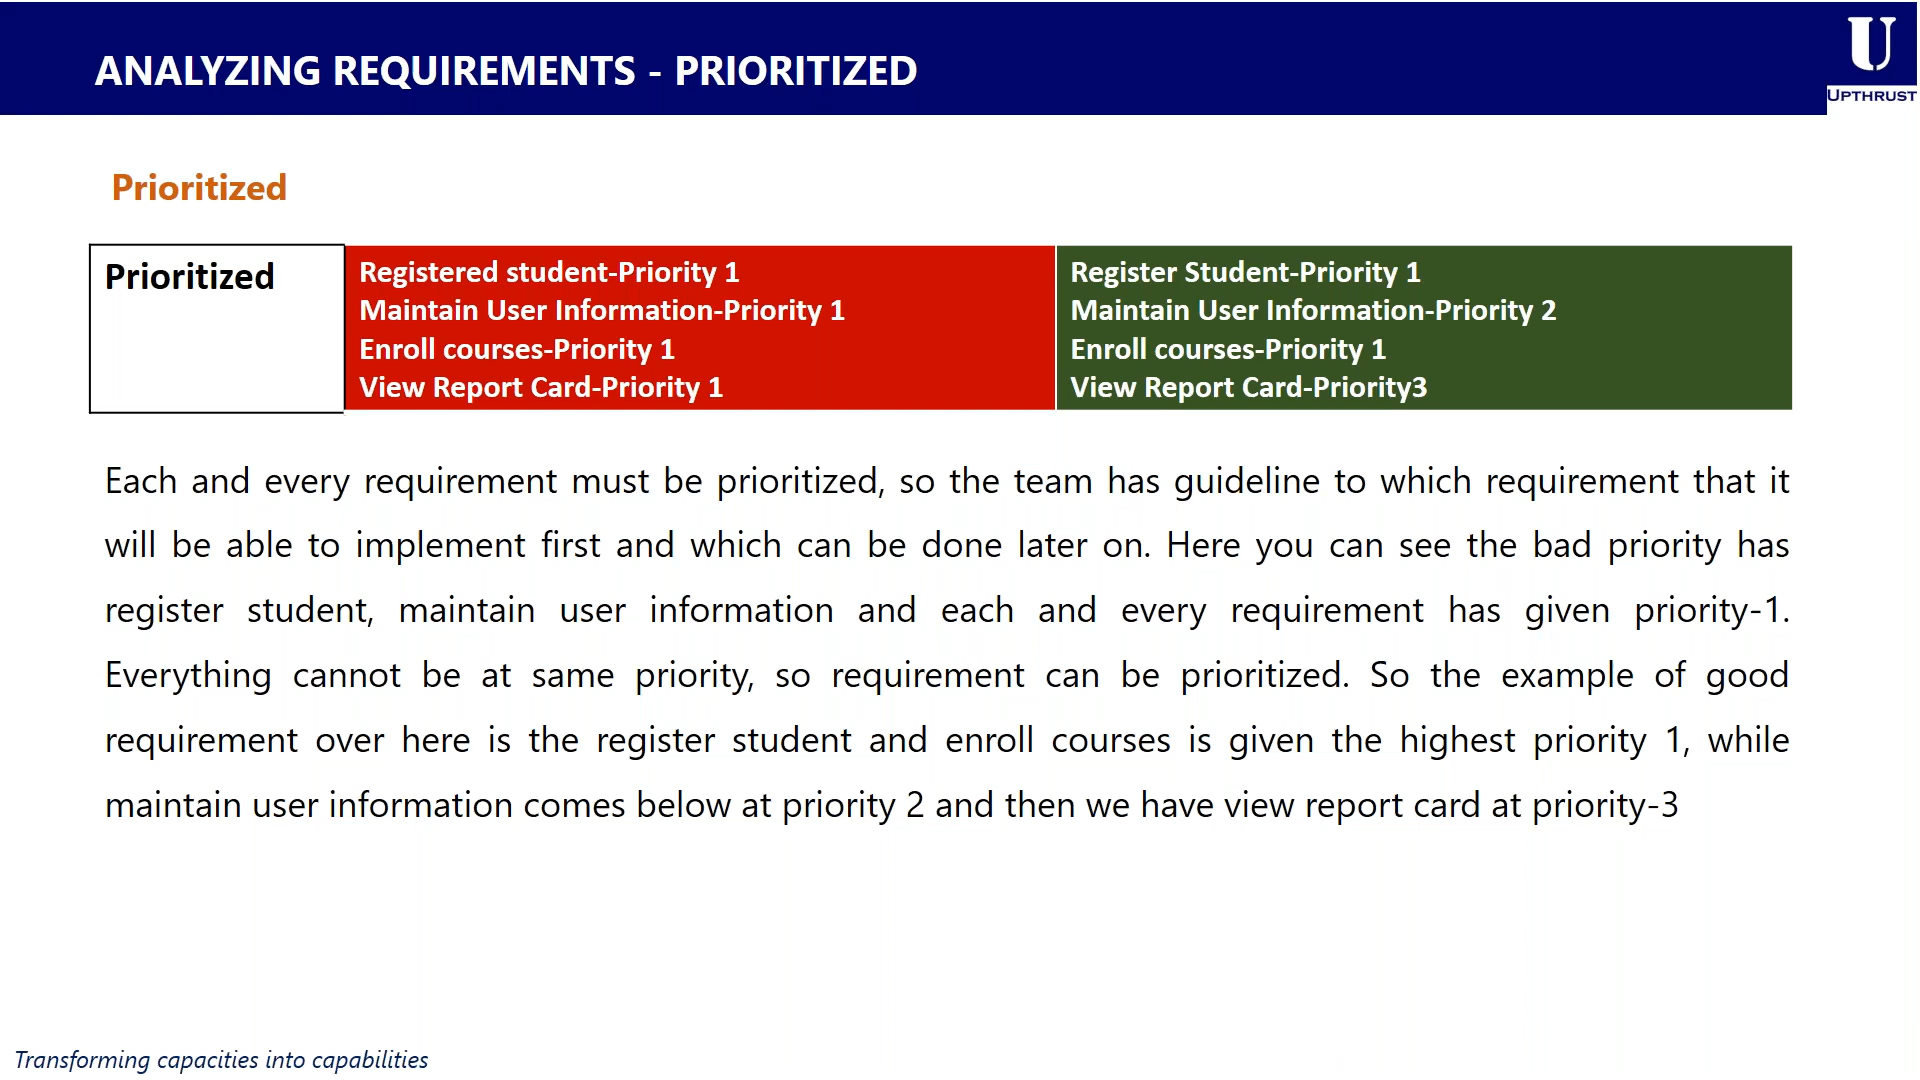 ANALYZING REQUIREMENTS - PRIORITIZED
U
UPTHRUST
Prioritized
Prioritized
Registered student-Priority 1
Maintain User Information-Priority 1
Enroll courses-Priority 1
View Report Card-Priority 1
Register Student-Priority 1
Maintain User Information-Priority 2
Enroll courses-Priority 1
View Report Card-Priority3
Each and every requirement must be prioritized, so the team has guideline to which requirement that it
will be able to implement first and which can be done later on. Here you can see the bad priority has
register student, maintain user information and each and every requirement has given priority-1.
Everything cannot be at same priority, so requirement can be prioritized. So the example of good
requirement over here is the register student and enroll courses is given the highest priority 1, while
maintain user information comes below at priority 2 and then we have view report card at priority-3
Transforming capacities into capabilities